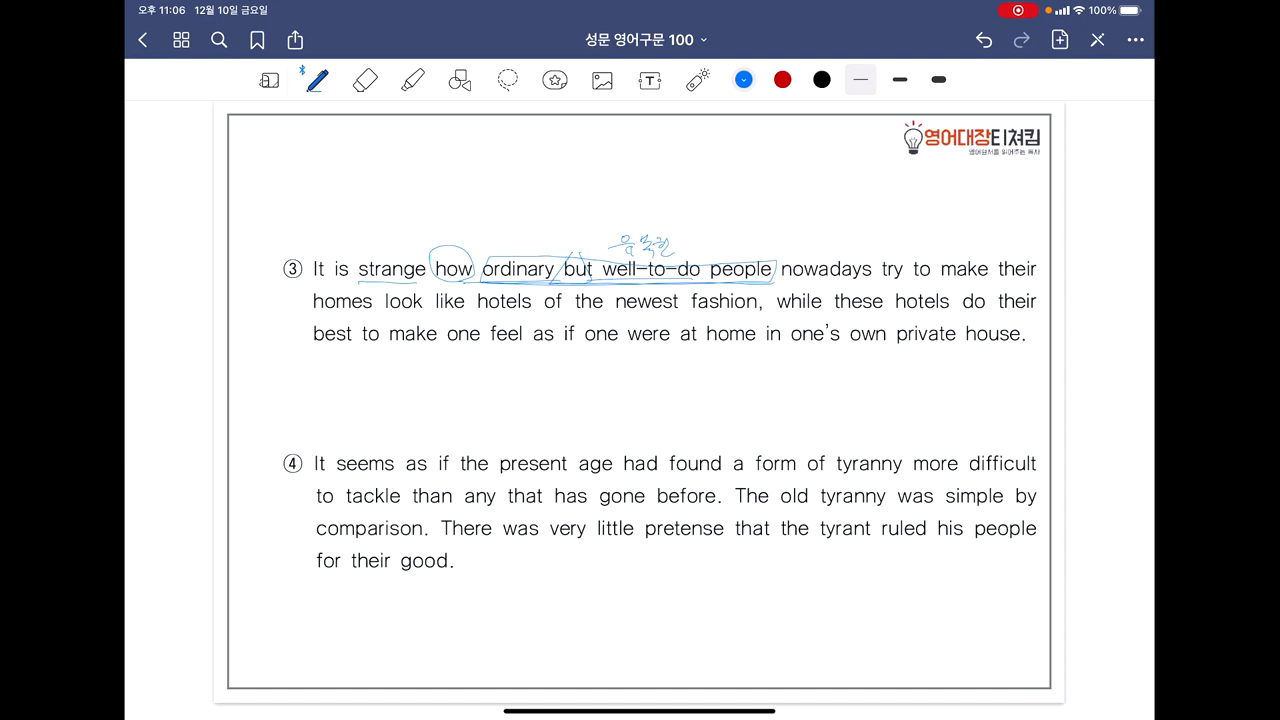 오후 11:06 12월 10일 금요일 100%
성문 영어구문 100
영어대장티쳐킴
③ It is strange how ordinary but well-to-do people nowadays try to make their
homes look like hotels of the newest fashion, while these hotels do their
best to make one feel as if one were at home in one's own private house.
④ It seems as if the present age had found a form of tyranny more difficult
to tackle than any that has gone before. The old tyranny was simple by
comparison. There was very little pretense that the tyrant ruled his people
for their good.